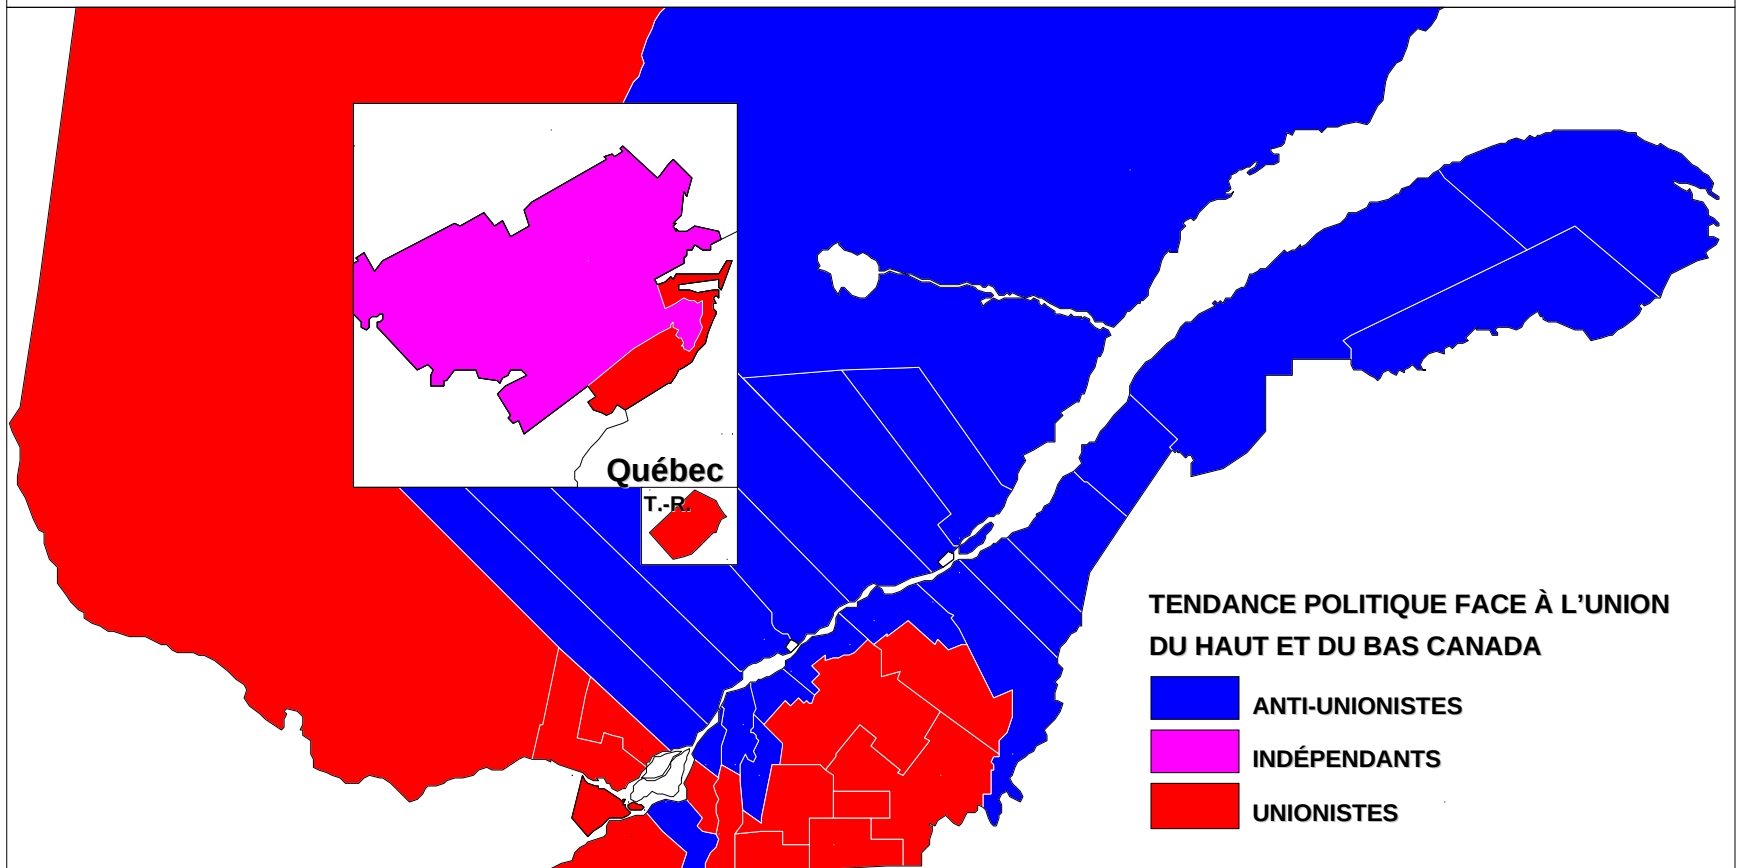 Québec
T.-R.
TENDANCE POLITIQUE FACE À L’UNION
DU HAUT ET DU BAS CANADA
ANTI-UNIONISTES
INDÉPENDANTS
UNIONISTES